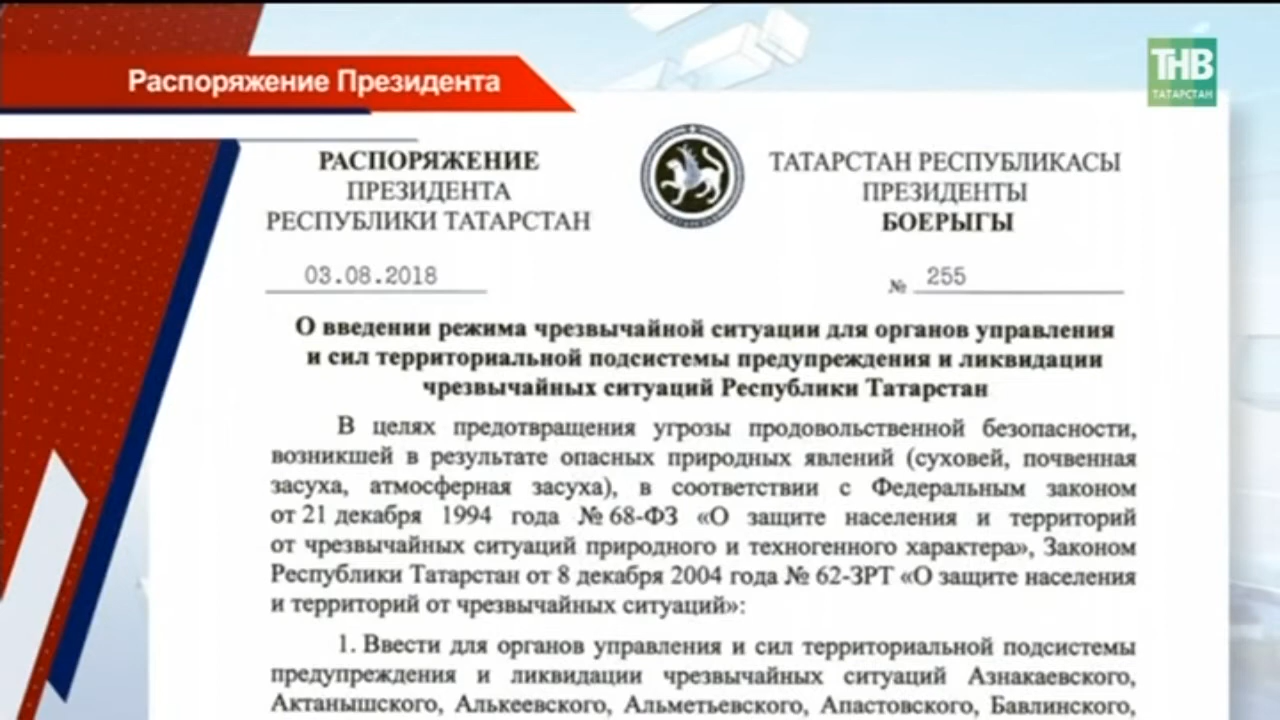 Распоряжение Президента
ТНВ
ТАТАРСТАН
РАСПОРЯЖЕНИЕ
ПРЕЗИДЕНТА
РЕСПУБЛИКИ ТАТАРСТАН
ТАТАРСТАН РЕСПУБЛИКАСЫ
ПРЕЗИДЕНТЫ
БОЕРЫГЫ
03.08.2018
№ 255
О введении режима чрезвычайной ситуации для органов управления
и сил территориальной подсистемы предупреждения и ликвидации
чрезвычайных ситуаций Республики Татарстан
В целях предотвращения угрозы продовольственной безопасности,
возникшей в результате опасных природных явлений (суховей, почвенная
засуха, атмосферная засуха), в соответствии с Федеральным законом
от 21 декабря 1994 года № 68-ФЗ «О защите населения и территорий
от чрезвычайных ситуаций природного и техногенного характера», Законом
Республики Татарстан от 8 декабря 2004 года № 62-ЗРТ «О защите населения
и территорий от чрезвычайных ситуаций»:
1. Ввести для органов управления и сил территориальной подсистемы
предупреждения и ликвидации чрезвычайных ситуаций Азнакаевского,
Актанышского, Алькеевского, Альметьевского, Апастовского, Бавлинского,